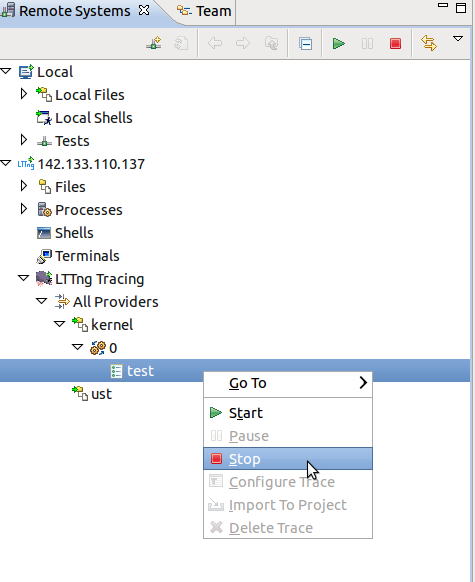 Remote Systems Team
Local
Local Files
Local Shells
Tests
LTTng 142.133.110.137
Files
Processes
Shells
Terminals
LTTng Tracing
All Providers
kernel
0
test
ust
Go To
Start
Pause
Stop
Configure Trace
Import To Project
Delete Trace